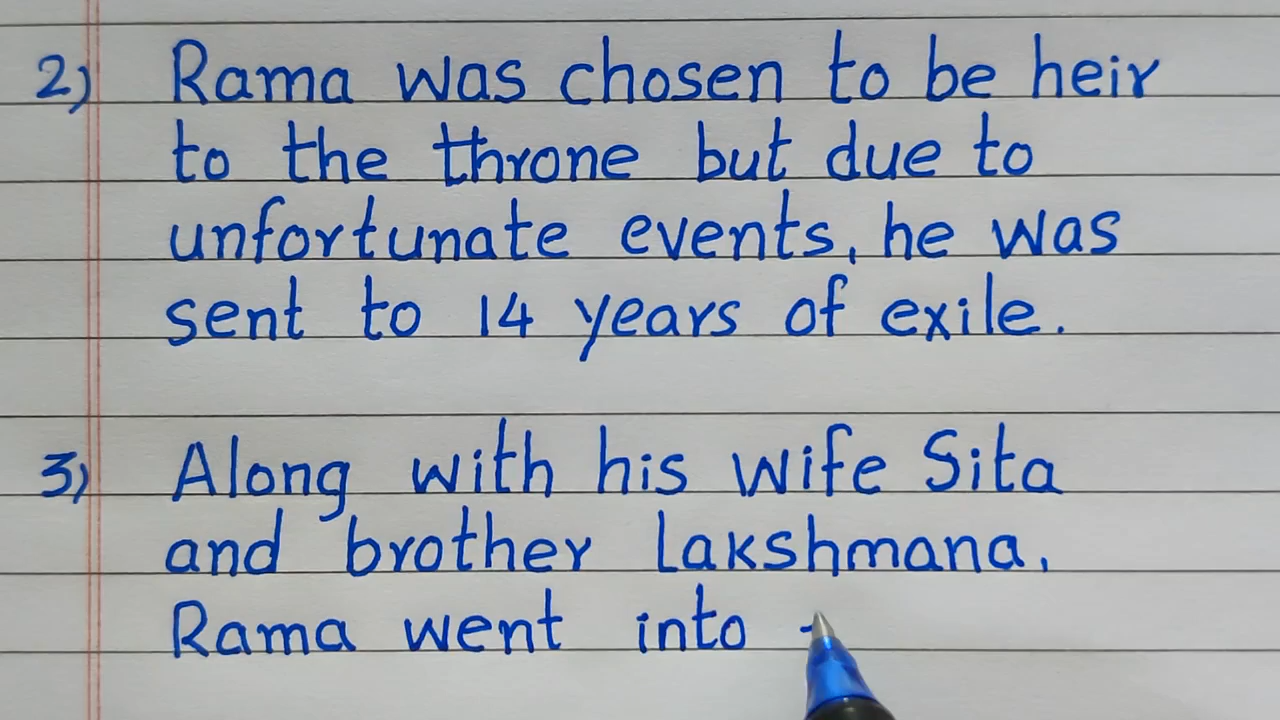 2) Rama was chosen to be heir
to the throne but due to
unfortunate events, he was
sent to 14 years of exile.
3) Along with his wife Sita
and brother Lakshmana,
Rama went into